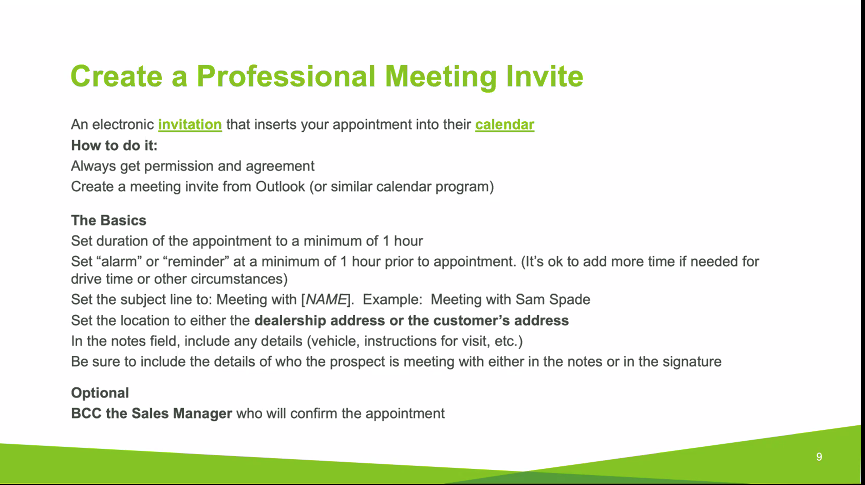 Create a Professional Meeting Invite
An electronic invitation that inserts your appointment into their calendar
How to do it:
Always get permission and agreement
Create a meeting invite from Outlook (or similar calendar program)
The Basics
Set duration of the appointment to a minimum of 1 hour
Set “alarm” or “reminder” at a minimum of 1 hour prior to appointment. (It’s ok to add more time if needed for
drive time or other circumstances)
Set the subject line to: Meeting with [NAME].  Example:  Meeting with Sam Spade
Set the location to either the dealership address or the customer’s address
In the notes field, include any details (vehicle, instructions for visit, etc.)
Be sure to include the details of who the prospect is meeting with either in the notes or in the signature
Optional
BCC the Sales Manager who will confirm the appointment
9